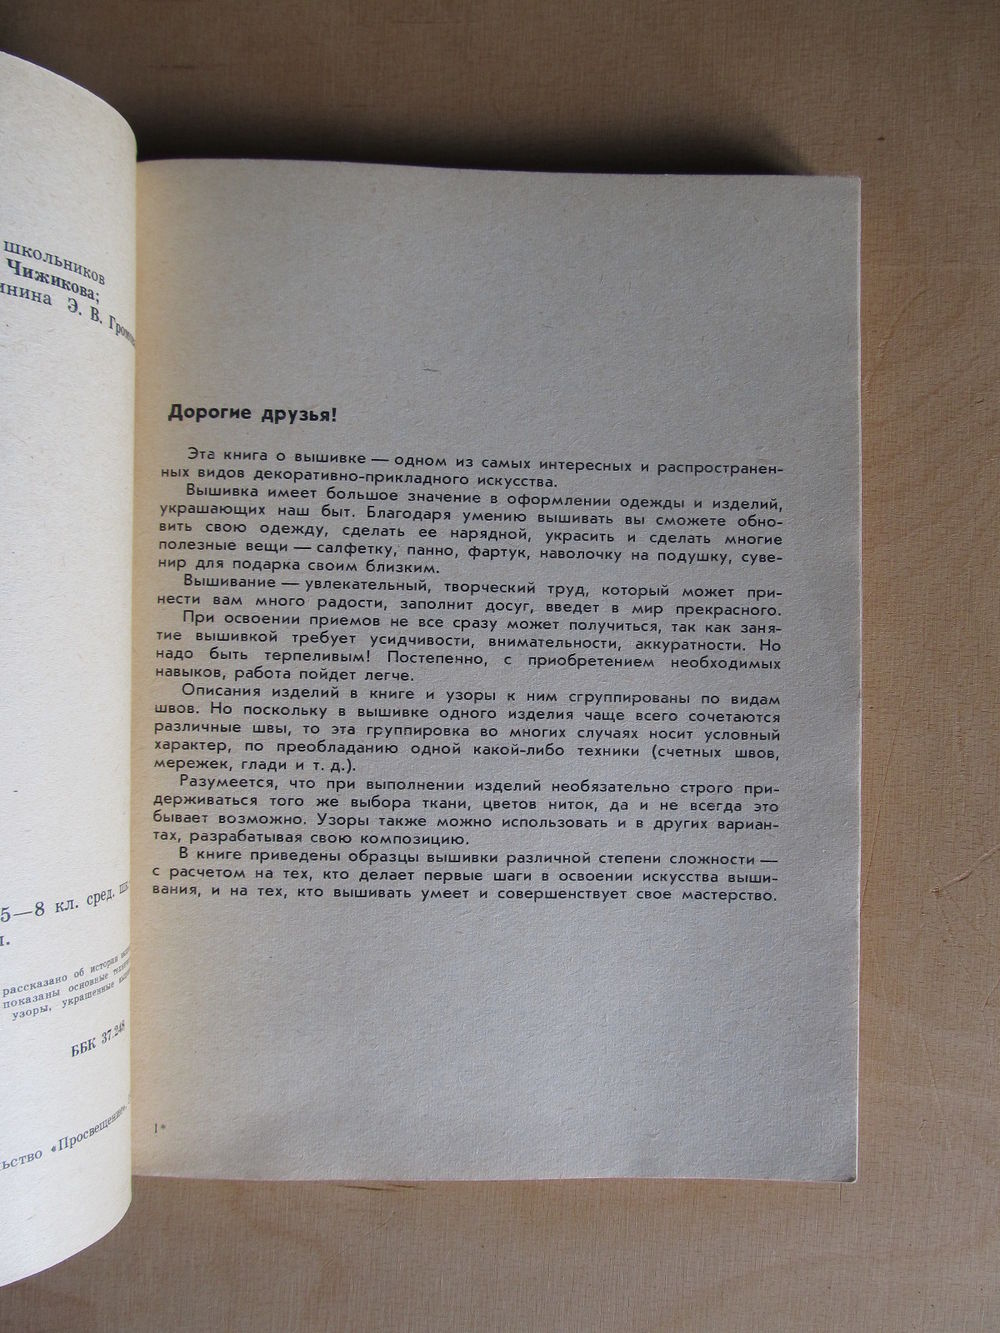 школьников
Чижикова;
Э. В.
5—8 кл. сред.
рассказано об истории
показаны основные
узоры, украшенные
ББК 37.248
«Просвещение»,
Дорогие друзья!
Эта книга о вышивке — одном из самых интересных и распространен-
ных видов декоративно-прикладного искусства.
Вышивка имеет большое значение в оформлении одежды и изделий,
украшающих наш быт. Благодаря умению вышивать вы сможете обно-
вить свою одежду, сделать ее нарядной, украсить и сделать многие
полезные вещи — салфетку, панно, фартук, наволочку на подушку, суве-
нир для подарка своим близким.
Вышивание — увлекательный, творческий труд, который может при-
нести вам много радости, заполнит досуг, введет в мир прекрасного.
При освоении приемов не все сразу может получиться, так как заня-
тие вышивкой требует усидчивости, внимательности, аккуратности. Но
надо быть терпеливым! Постепенно, с приобретением необходимых
навыков, работа пойдет легче.
Описания изделий в книге и узоры к ним сгруппированы по видам
швов. Но поскольку в вышивке одного изделия чаще всего сочетаются
различные швы, то эта группировка во многих случаях носит условный
характер, по преобладанию одной какой-либо техники (счетных швов,
мережек, глади и т. д.).
Разумеется, что при выполнении изделий необязательно строго при-
держиваться того же выбора ткани, цветов ниток, да и не всегда это
бывает возможно. Узоры также можно использовать и в других вариан-
тах, разрабатывая свою композицию.
В книге приведены образцы вышивки различной степени сложности —
с расчетом на тех, кто делает первые шаги в освоении искусства выши-
вания, и на тех, кто вышивать умеет и совершенствует свое мастерство.
1*